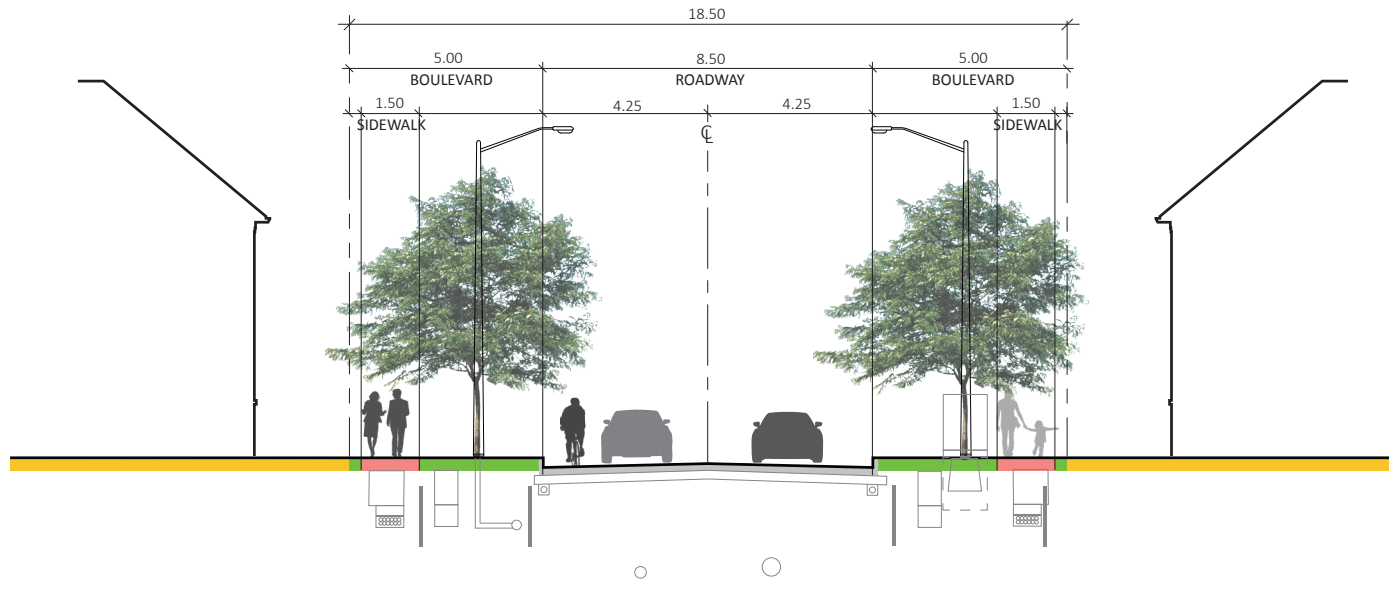 18.50
5.00 8.50 5.00
BOULEVARD ROADWAY BOULEVARD
1.50 4.25 4.25 1.50
SIDEWALK ℄ SIDEWALK